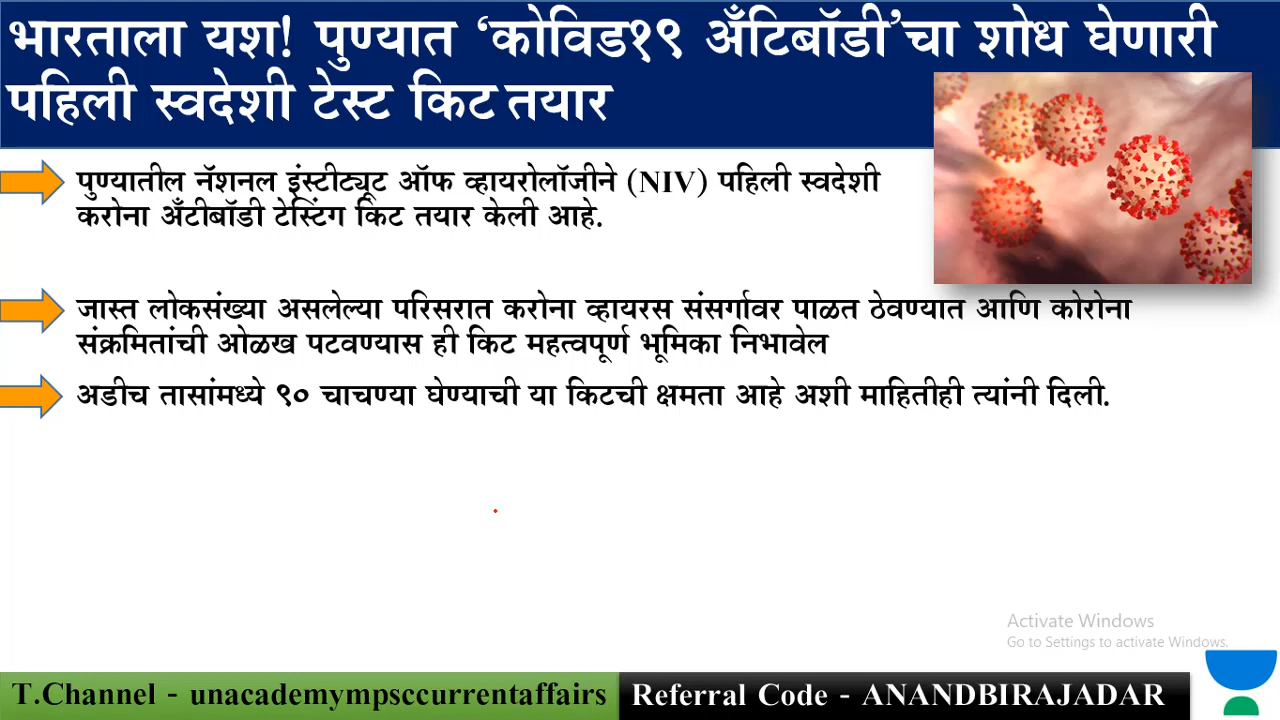 भारताला यश! पुण्यात ‘कोविड१९ अँटिबॉडी’चा शोध घेणारी
पहिली स्वदेशी टेस्ट किट तयार
पुण्यातील नॅशनल इंस्टीट्यूट ऑफ व्हायरोलॉजीने (NIV) पहिली स्वदेशी
करोना अँटीबॉडी टेस्टिंग किट तयार केली आहे.
जास्त लोकसंख्या असलेल्या परिसरात करोना व्हायरस संसर्गावर पाळत ठेवण्यात आणि कोरोना
संक्रमितांची ओळख पटवण्यास ही किट महत्वपूर्ण भूमिका निभावेल
अडीच तासांमध्ये ९० चाचण्या घेण्याची या किटची क्षमता आहे अशी माहितीही त्यांनी दिली.
Activate Windows
Go to Settings to activate Windows.
T.Channel - unacademympsccurrentaffairs
Referral Code - ANANDBIRAJADAR